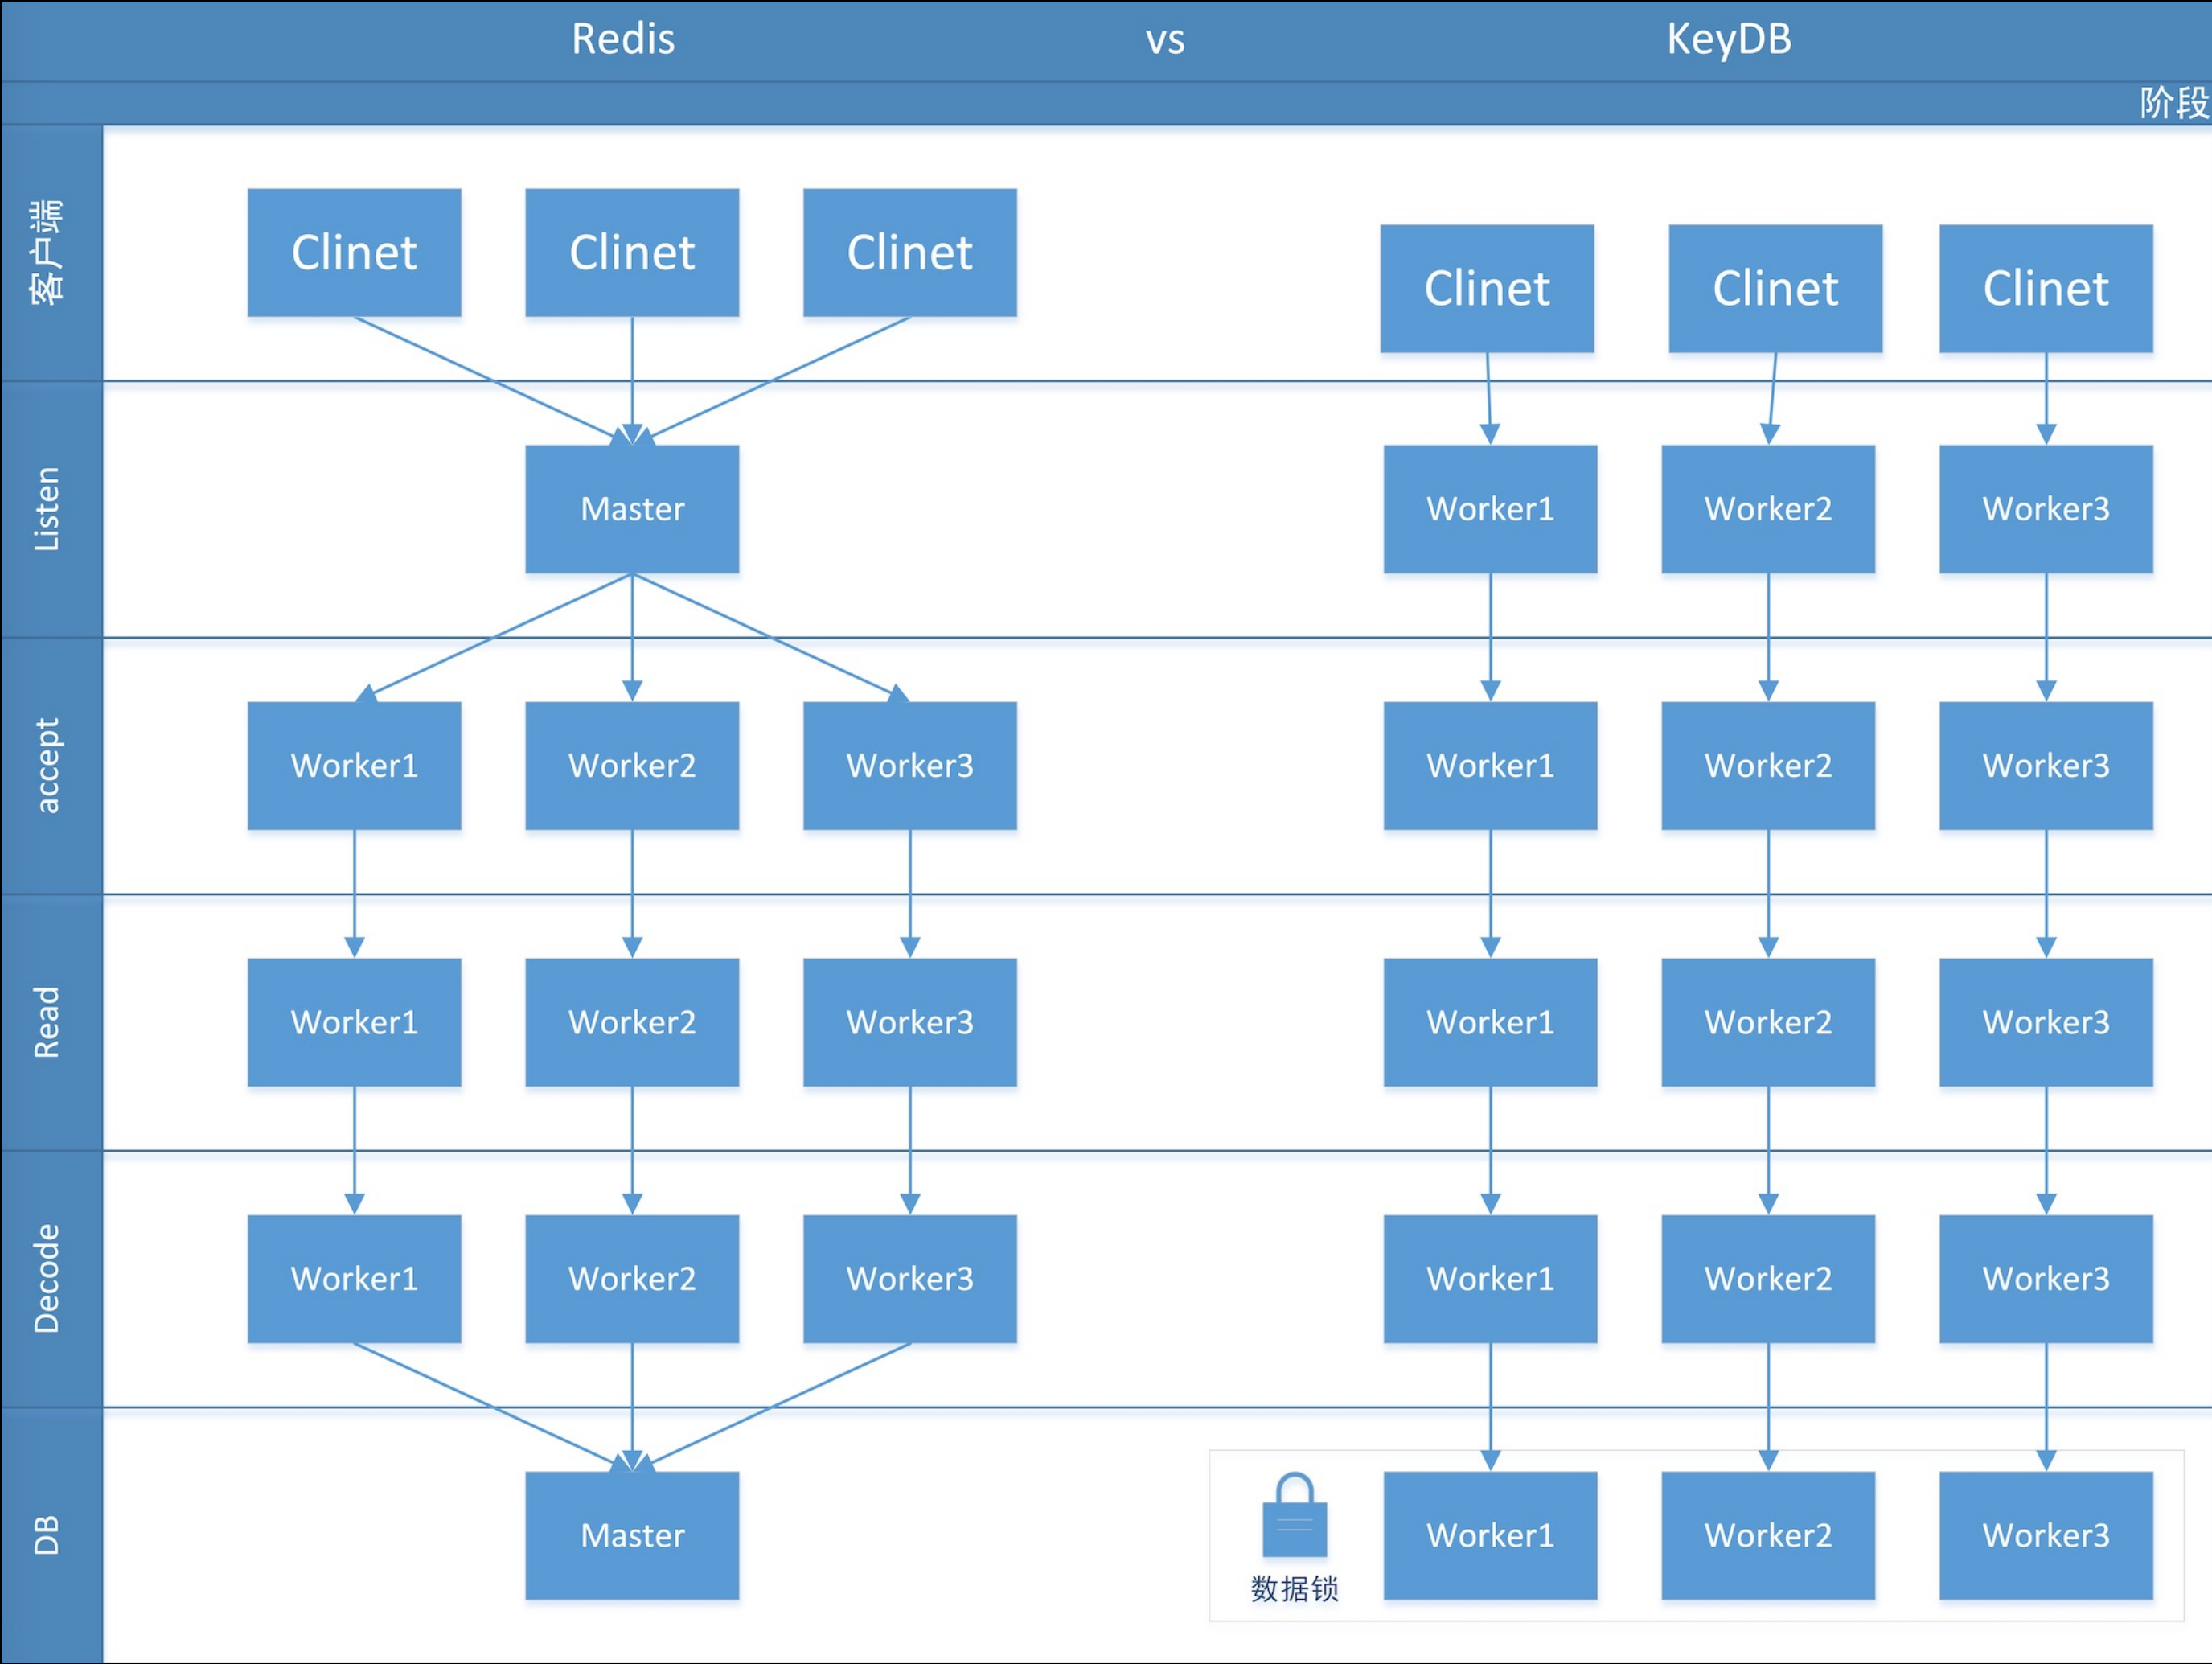 Redis vs KeyDB
阶段
客户端
Clinet Clinet Clinet Clinet Clinet Clinet
Listen
Master Worker1 Worker2 Worker3
accept
Worker1 Worker2 Worker3 Worker1 Worker2 Worker3
Read
Worker1 Worker2 Worker3 Worker1 Worker2 Worker3
Decode
Worker1 Worker2 Worker3 Worker1 Worker2 Worker3
DB
Master Worker1 Worker2 Worker3
数据锁